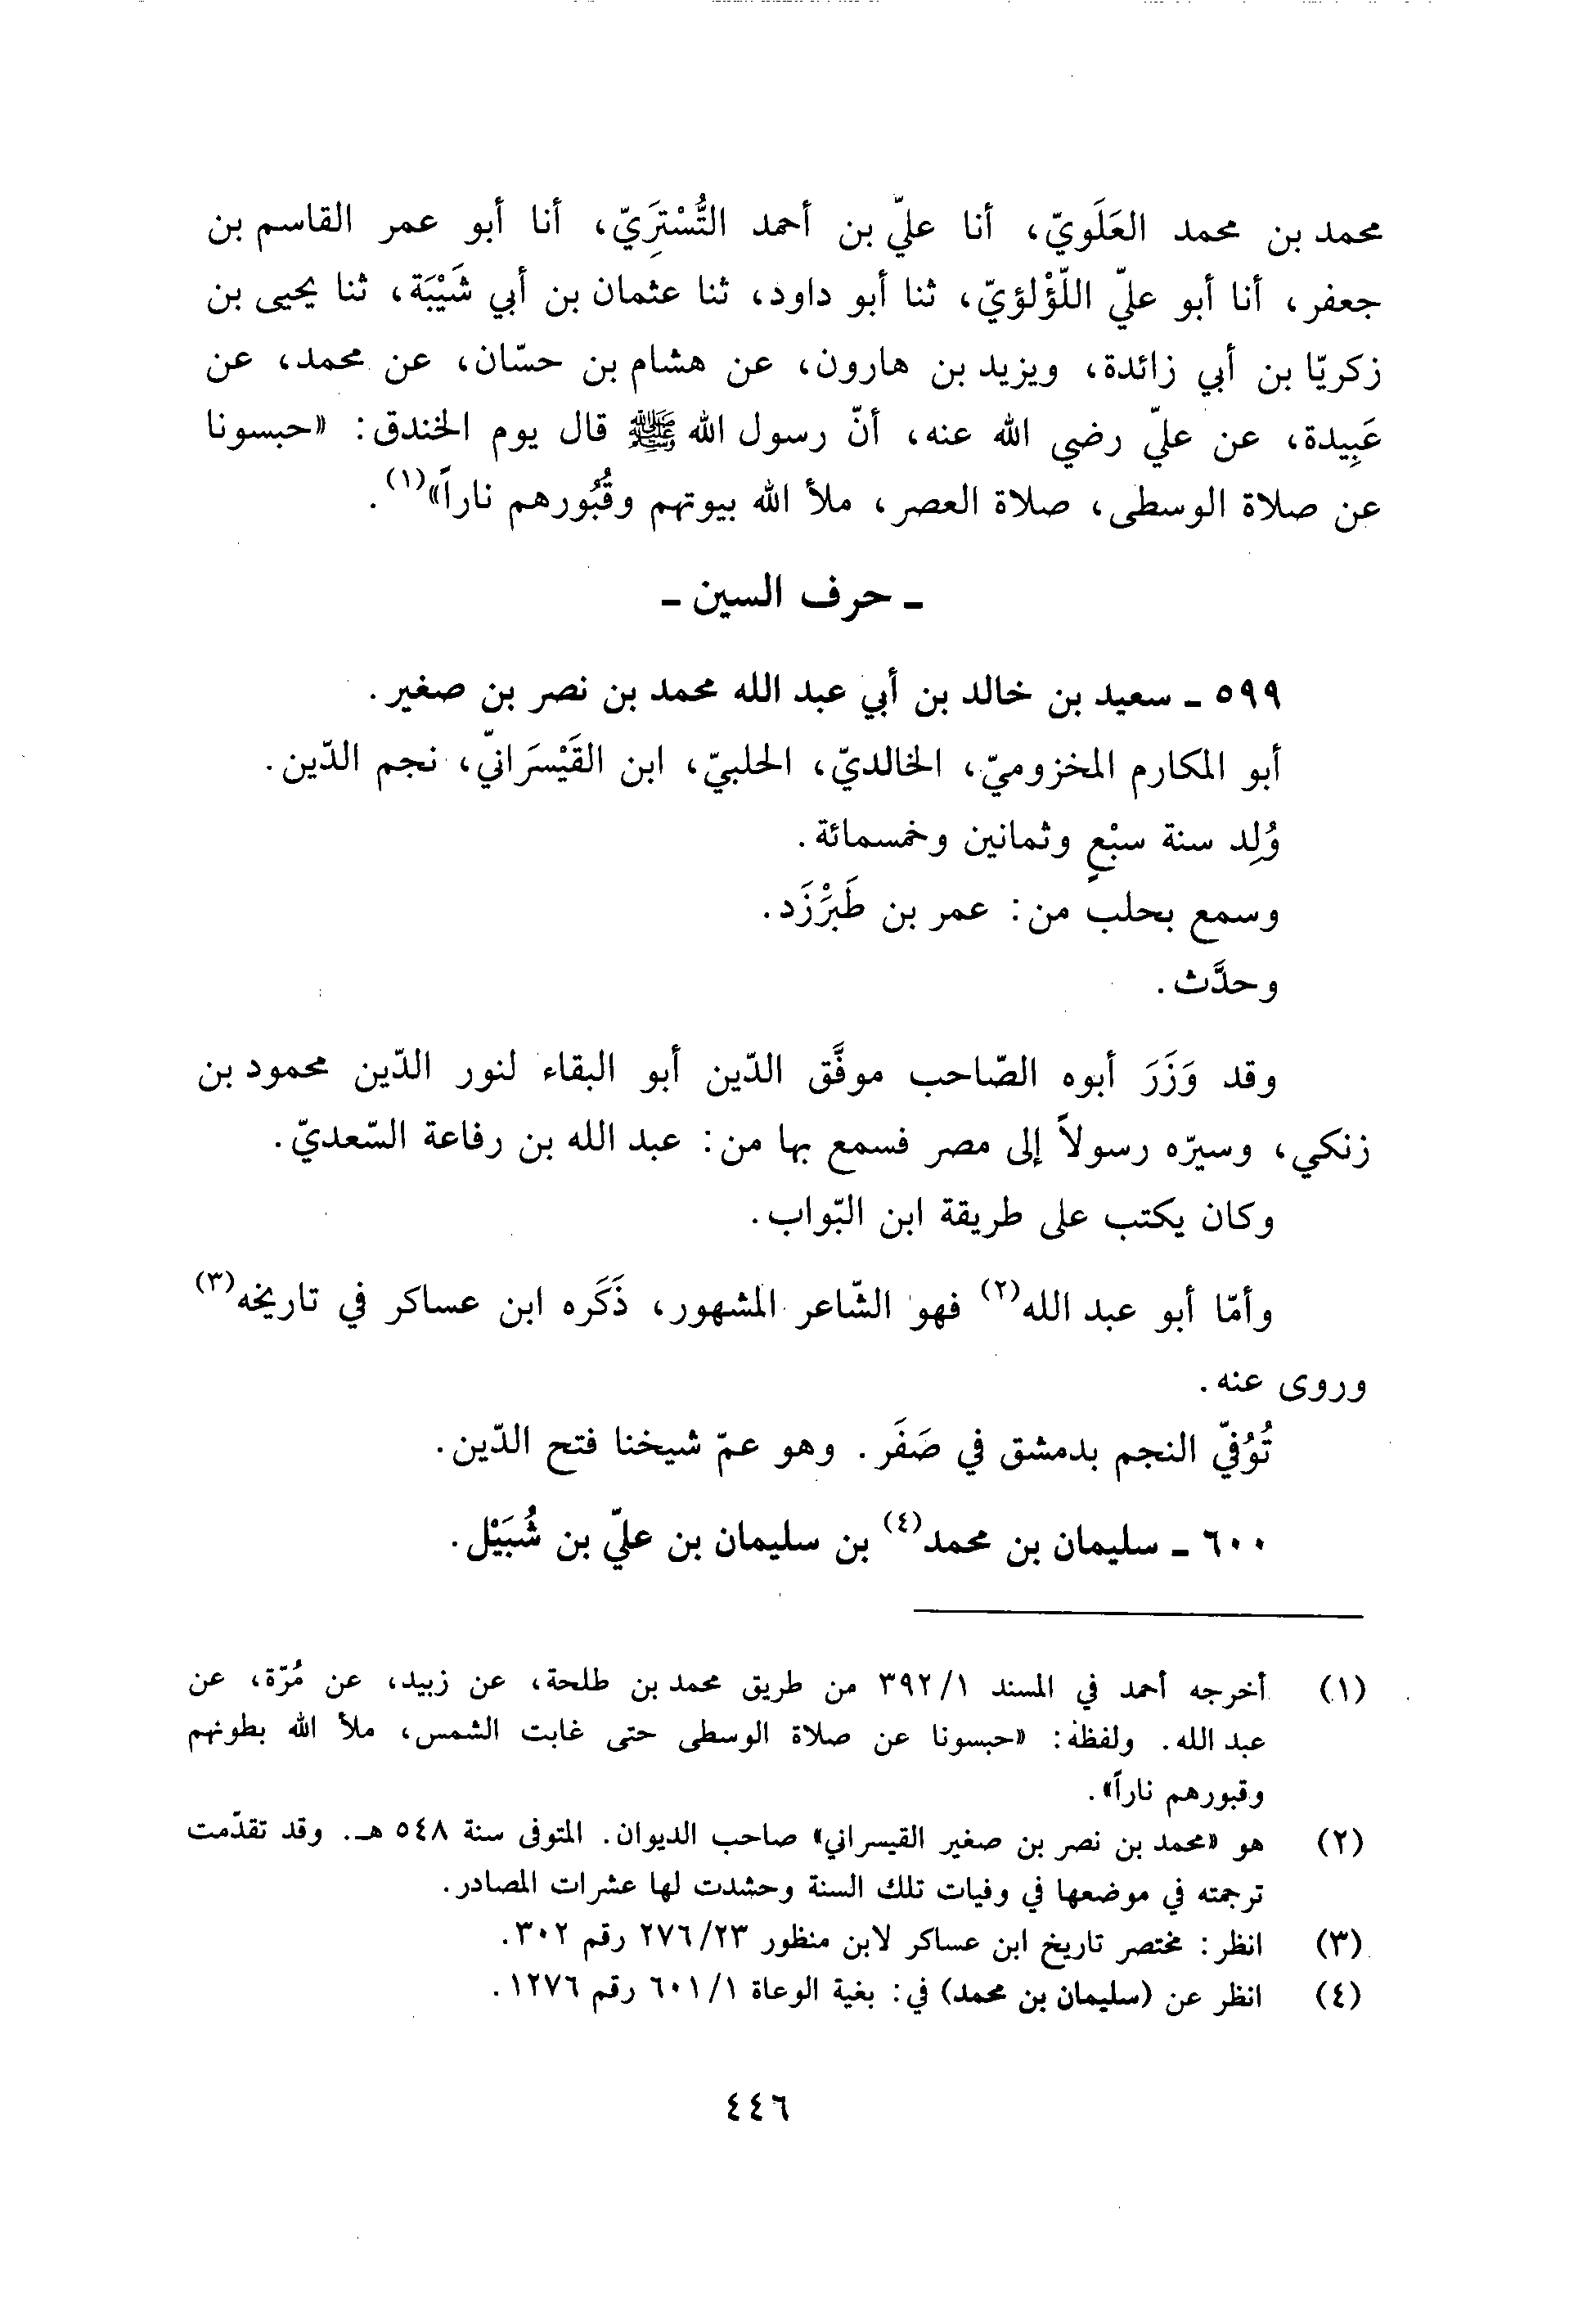 محمد بن محمد العَلَويّ، أنا عليّ بن أحمد التُّسْتَرِيّ، أنا أبو عمر القاسم بن
جعفر، أنا أبو عليّ اللّؤْلؤيّ، ثنا أبو داود، ثنا عثمان بن أبي شَيْبَة، ثنا يحيى بن
زكريّا بن أبي زائدة، ويزيد بن هارون، عن هشام بن حسّان، عن محمد، عن
عَبِيدة، عن عليّ رضي الله عنه، أنّ رسول الله ﷺ قال يوم الخندق: «حبسونا
عن صلاة الوسطى، صلاة العصر، ملأ الله بيوتهم وقُبُورهم ناراً»(١).
ـ حرف السين ـ
٥٩٩ ـ سعيد بن خالد بن أبي عبد الله محمد بن نصر بن صغير.
أبو المكارم المخزوميّ، الخالديّ، الحلبيّ، ابن القَيْسَرانيّ، نجم الدّين.
وُلِد سنة سبْعٍ وثمانين وخمسمائة.
وسمع بحلب من: عمر بن طَبَرْزَد.
وحدَّث.
وقد وَزَرَ أبوه الصّاحب موفَّق الدّين أبو البقاء لنور الدّين محمود بن
زنكي، وسيرّه رسولاً إلى مصر فسمع بها من: عبد الله بن رفاعة السّعديّ.
وكان يكتب على طريقة ابن البّواب.
وأمّا أبو عبد الله(٢) فهو الشّاعر المشهور، ذَكَره ابن عساكر في تاريخه(٣)
وروى عنه.
تُوُفيّ النجم بدمشق في صَفَر. وهو عمّ شيخنا فتح الدّين.
٦٠٠ ـ سليمان بن محمد(٤) بن سليمان بن عليّ بن شُبَيْل.
(١) أخرجه أحمد في المسند ٣٩٢/١ من طريق محمد بن طلحة، عن زبيد، عن مُرّة، عن
عبد الله. ولفظه: «حبسونا عن صلاة الوسطى حتى غابت الشمس، ملأ الله بطونهم
وقبورهم ناراً».
(٢) هو «محمد بن نصر بن صغير القيسراني» صاحب الديوان. المتوفى سنة ٥٤٨ هـ. وقد تقدّمت
ترجمته في موضعها في وفيات تلك السنة وحشدت لها عشرات المصادر.
(٣) انظر: مختصر تاريخ ابن عساكر لابن منظور ٢٧٦/٢٣ رقم ٣٠٢.
(٤) انظر عن (سليمان بن محمد) في: بغية الوعاة ٦٠١/١ رقم ١٢٧٦.
٤٤٦